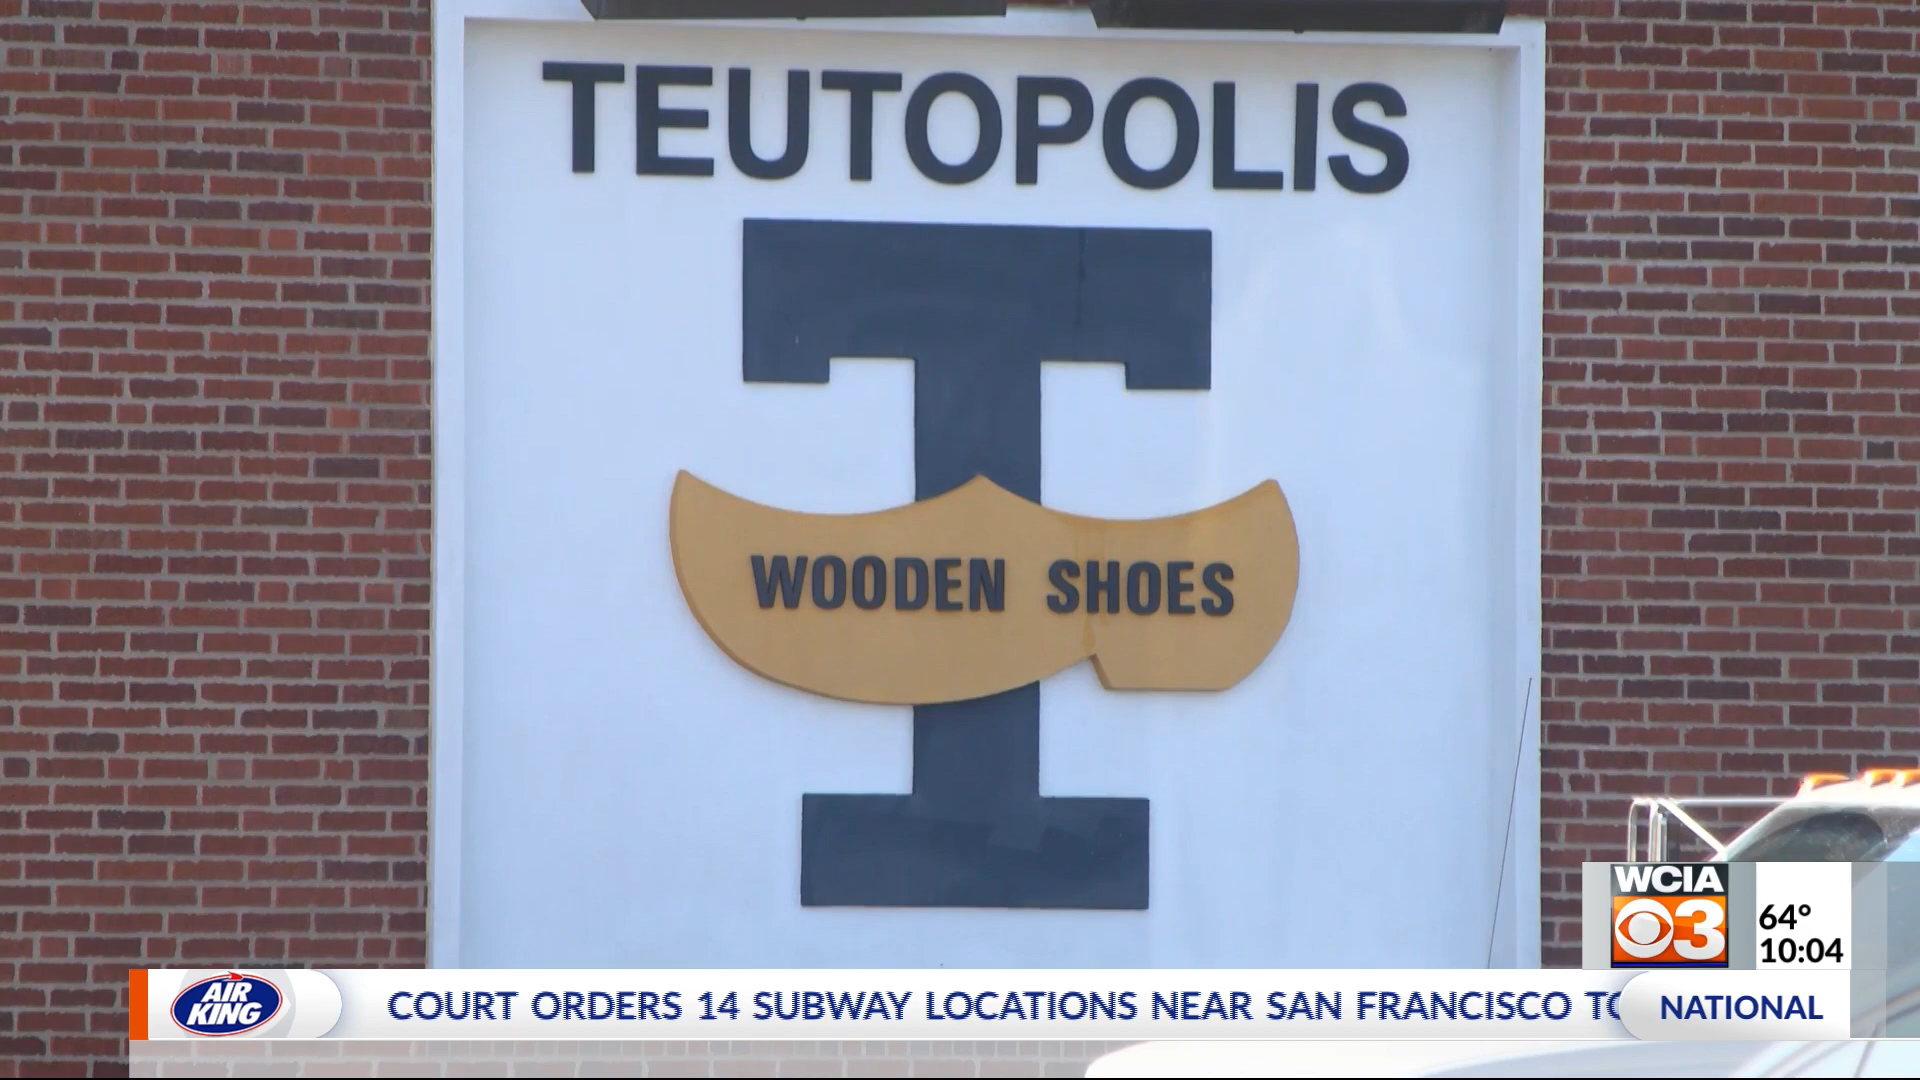 TEUTOPOLIS
T
WOODEN SHOES
WCIA
3
64°
10:04
AIR
KING
COURT ORDERS 14 SUBWAY LOCATIONS NEAR SAN FRANCISCO TO
NATIONAL